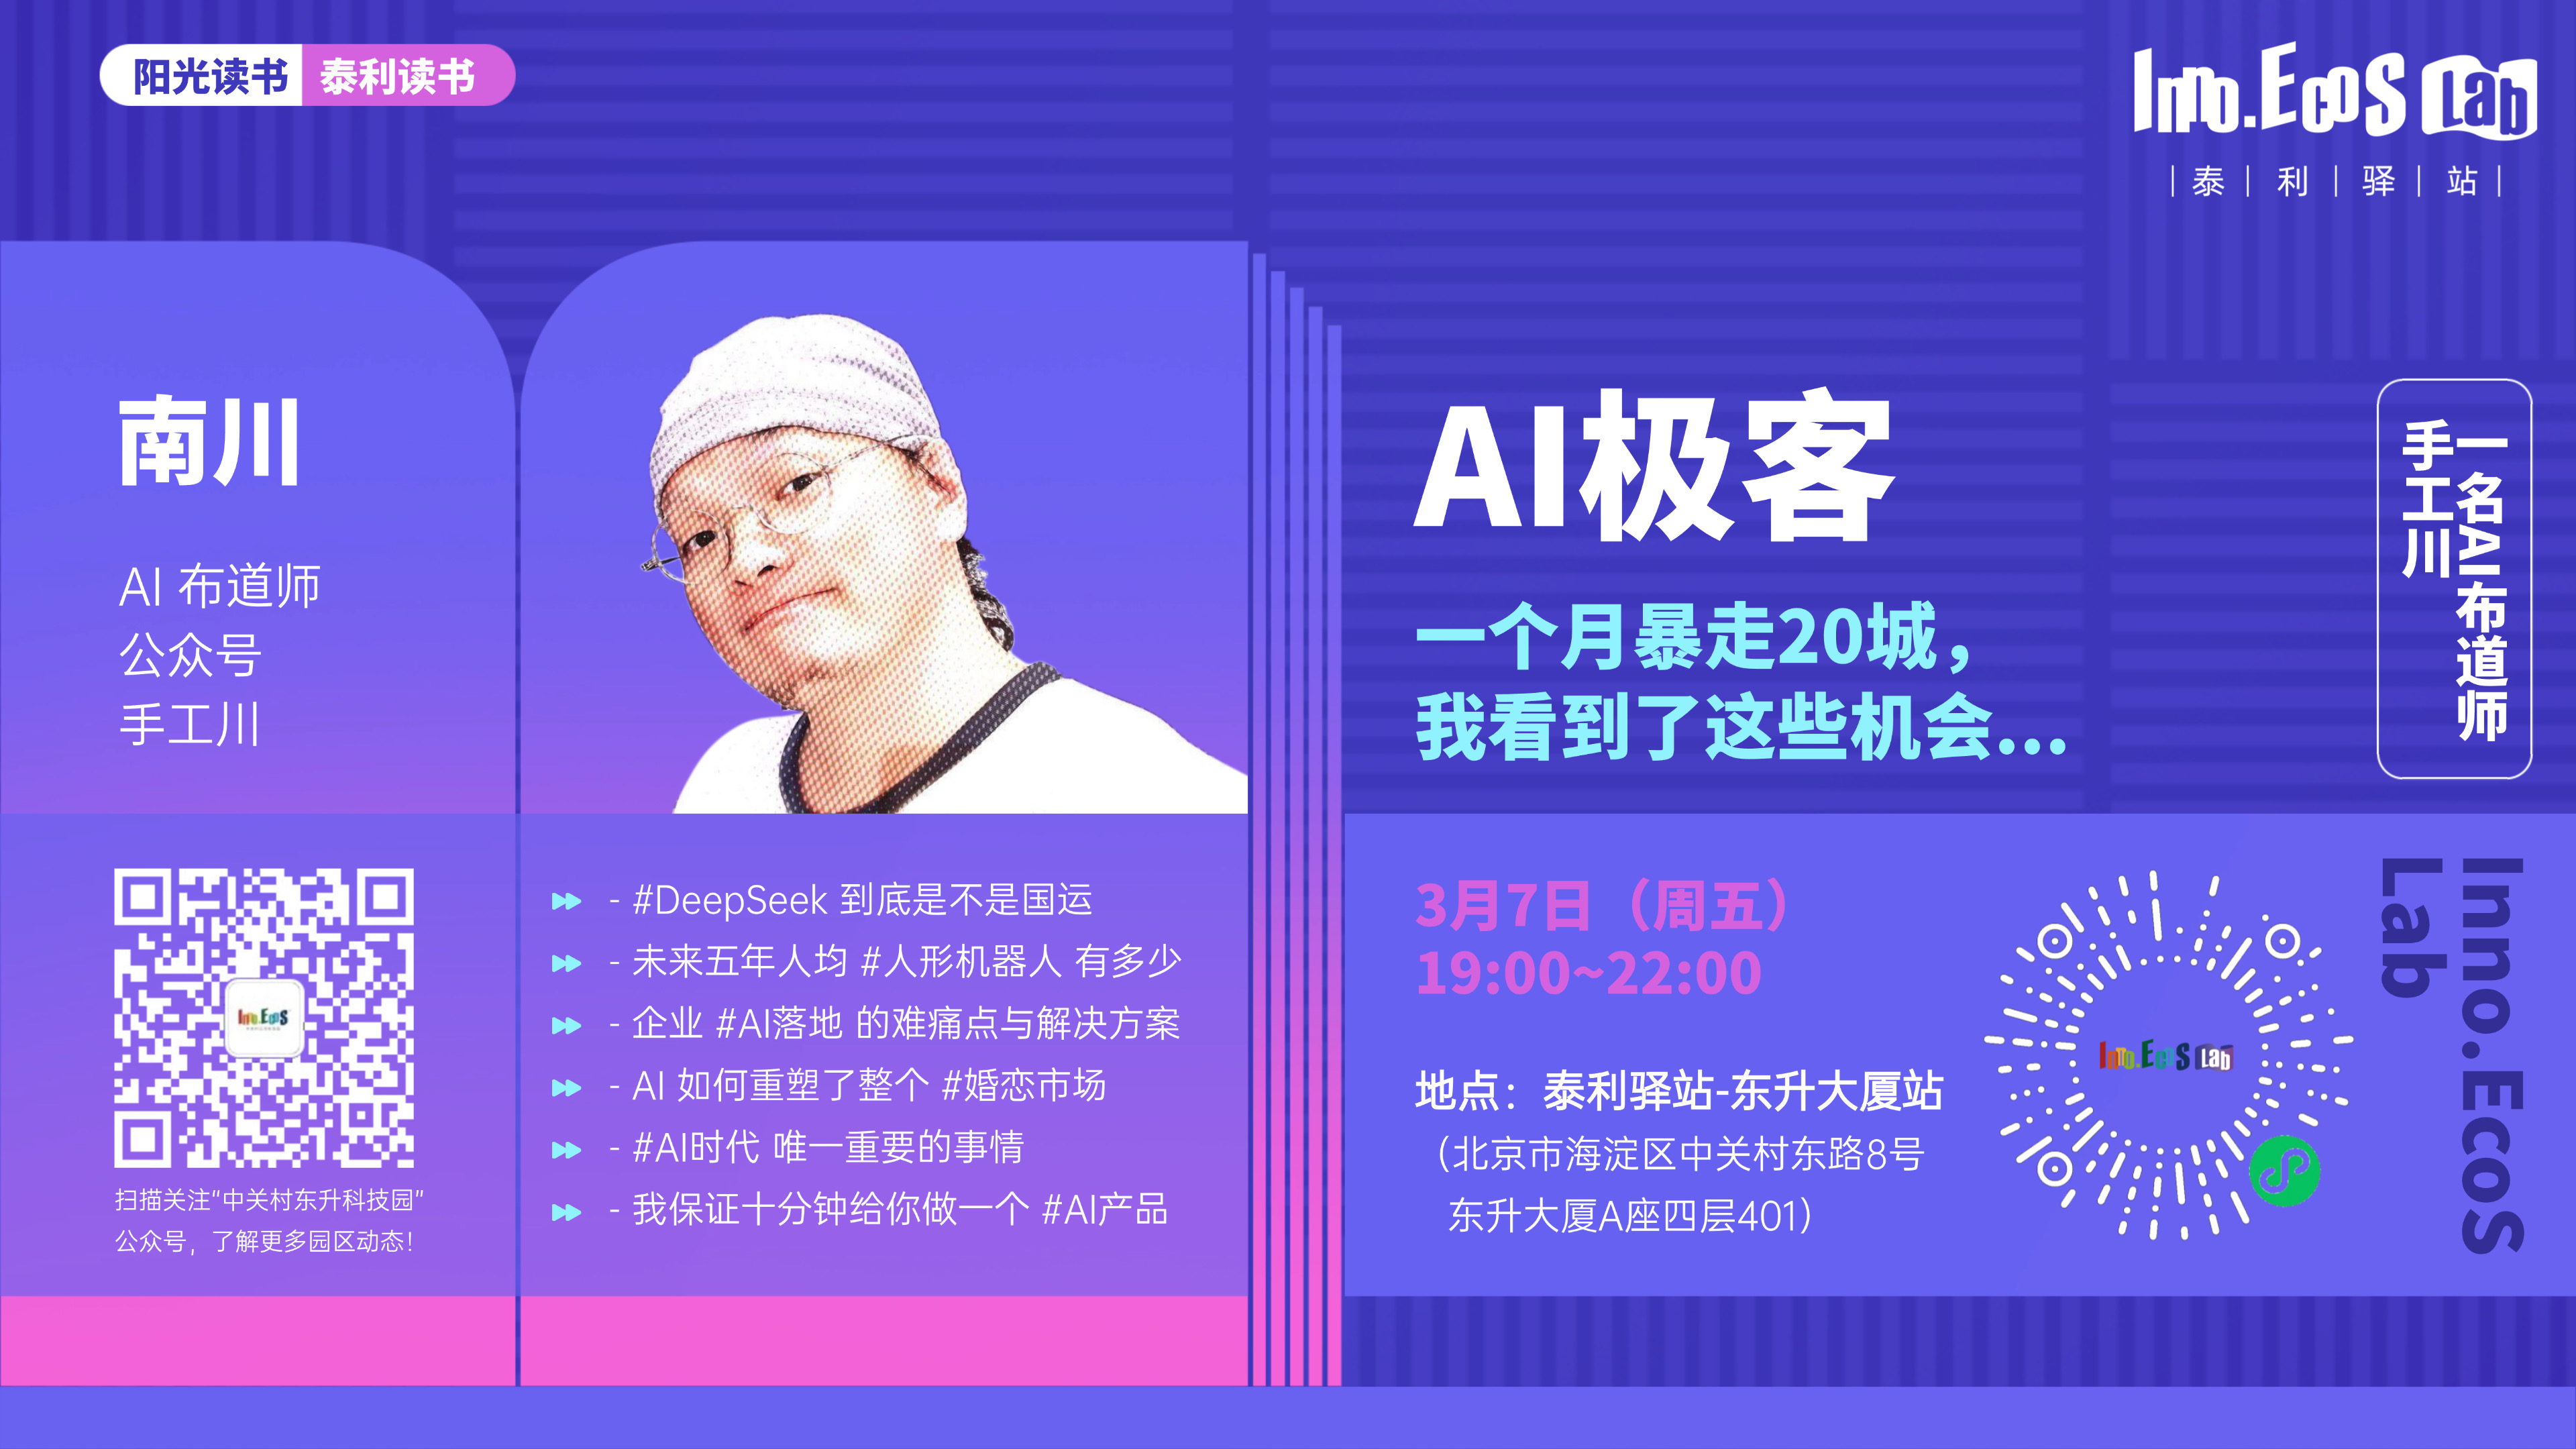 阳光读书 泰利读书
Inno.EcoS Lab
泰 利 驿 站
南川
AI 布道师
公众号
手工川
AI极客
一个月暴走20城，
我看到了这些机会...
一名AI布道师
手工川
Inno.EcoS
扫描关注“中关村东升科技园”
公众号，了解更多园区动态！
- #DeepSeek 到底是不是国运
- 未来五年人均 #人形机器人 有多少
- 企业 #AI落地 的难痛点与解决方案
- AI 如何重塑了整个 #婚恋市场
- #AI时代 唯一重要的事情
- 我保证十分钟给你做一个 #AI产品
3月7日（周五）
19:00~22:00
地点：泰利驿站-东升大厦站
（北京市海淀区中关村东路8号
东升大厦A座四层401）
Inno.EcoS Lab
Inno.EcoS
Lab